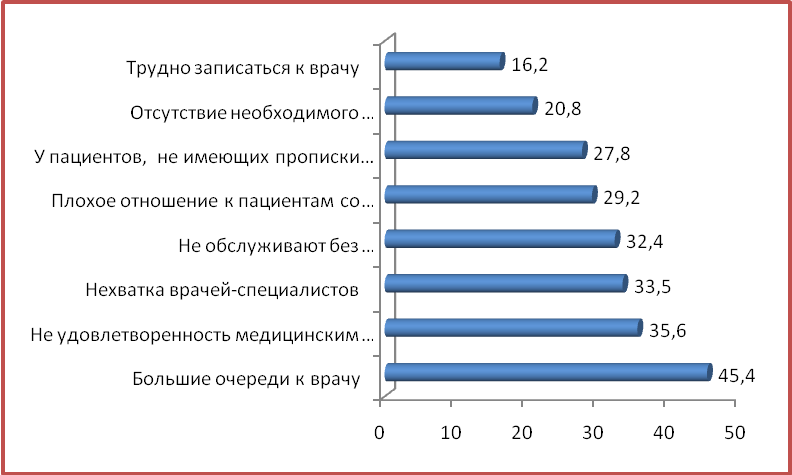 Трудно записаться к врачу 16,2
Отсутствие необходимого ... 20,8
У пациентов, не имеющих прописки ... 27,8
Плохое отношение к пациентам со ... 29,2
Не обслуживают без ... 32,4
Нехватка врачей-специалистов 33,5
Не удовлетворенность медицинским ... 35,6
Большие очереди к врачу 45,4
0 10 20 30 40 50